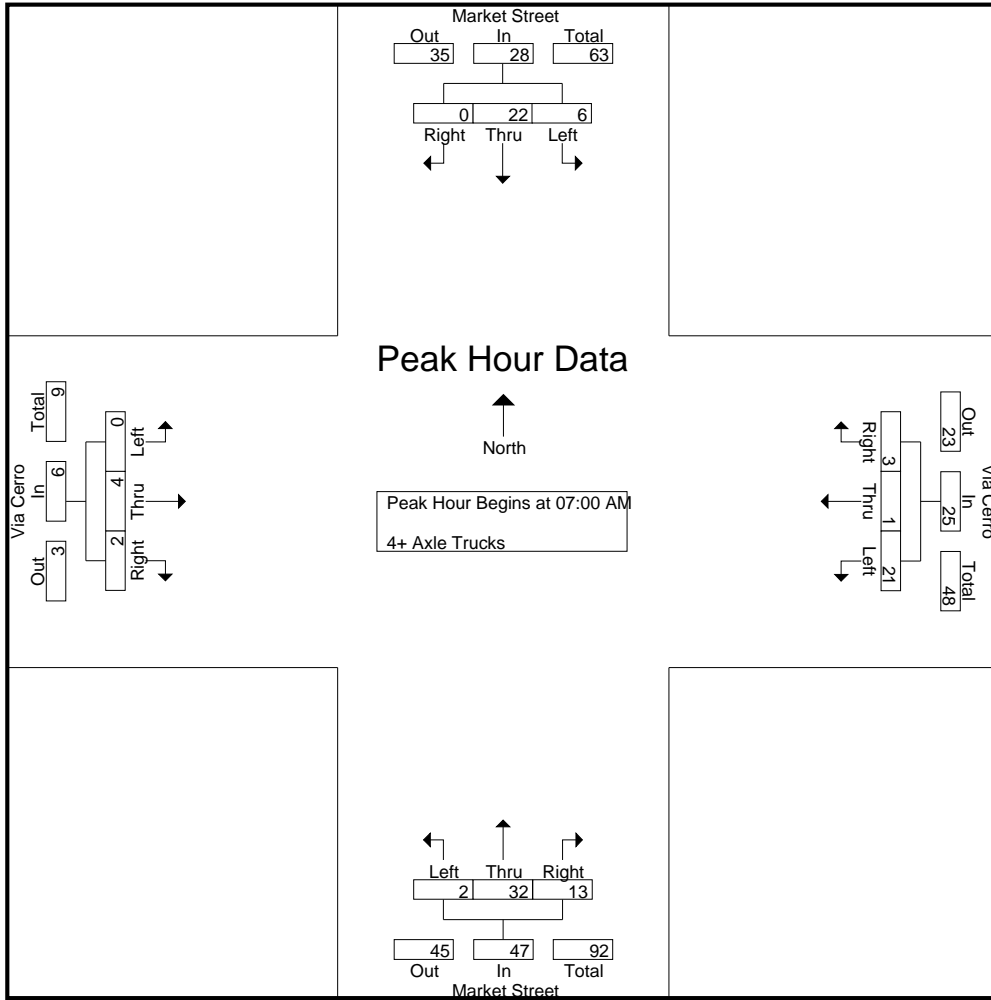 Market Street
Out In Total
35 28 63
0 22 6
Right Thru Left
Peak Hour Data
North
Peak Hour Begins at 07:00 AM
4+ Axle Trucks
Via Cerro
Out In Total
3 6 9
Right Thru Left
2 4 0
Via Cerro
Out In Total
23 25 48
3 1 21
Right Thru Left
Left Thru Right
2 32 13
45 47 92
Out In Total
Market Street